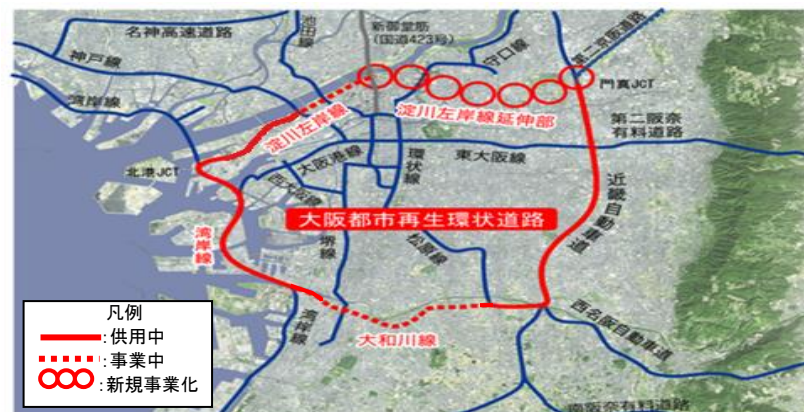 名神高速道路
池田線
新御堂筋
(国道423号)
守口線
第二京阪道路
神戸線
湾岸線
門真JCT
淀川左岸線
淀川左岸線延伸部
第二阪奈
有料道路
大阪港線
環状線
東大阪線
北港JCT
西大阪線
近畿自動車道
大阪都市再生環状道路
湾岸線
堺線
松原線
湾岸線
大和川線
西名阪自動車道
南阪奈有料道路
凡例
:供用中
:事業中
:新規事業化